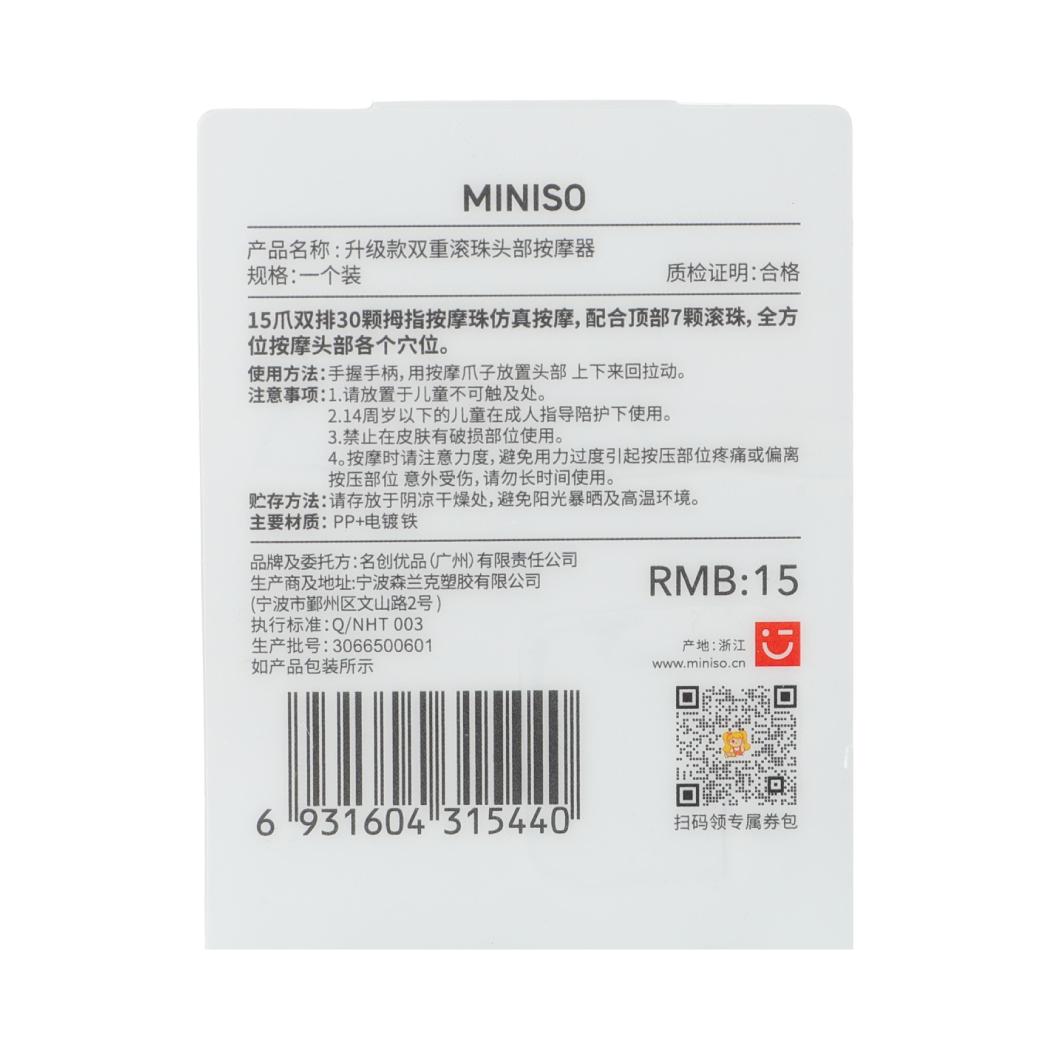 MINISO
产品名称：升级款双重滚珠头部按摩器
规格：一个装 质检证明：合格
15爪双排30颗拇指按摩珠仿真按摩，配合顶部7颗滚珠，全方
位按摩头部各个穴位。
使用方法：手握手柄，用按摩爪子放置头部 上下来回拉动。
注意事项：1.请放置于儿童不可触及处。
2.14周岁以下的儿童在成人指导陪护下使用。
3.禁止在皮肤有破损部位使用。
4。按摩时请注意力度，避免用力过度引起按压部位疼痛或偏离
按压部位 意外受伤，请勿长时间使用。
贮存方法：请存放于阴凉干燥处，避免阳光暴晒及高温环境。
主要材质：PP+电镀铁
品牌及委托方：名创优品（广州）有限责任公司
生产商及地址:宁波森兰克塑胶有限公司
(宁波市鄞州区文山路2号)
执行标准：Q/NHT 003
生产批号：3066500601
如产品包装所示
RMB:15
产地：浙江
www.miniso.cn
6 931604 315440
扫码领专属券包